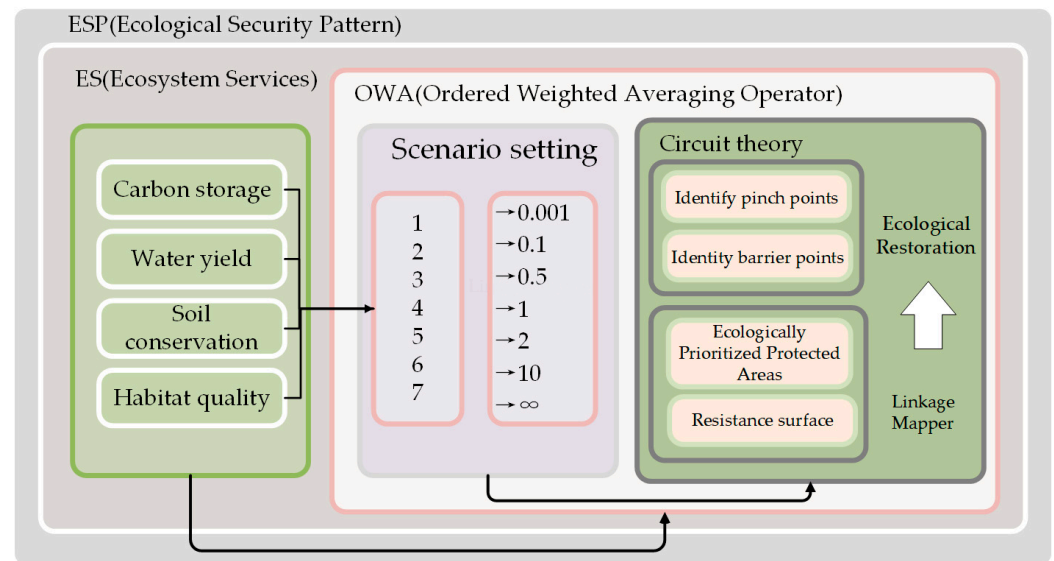 ESP(Ecological Security Pattern)
ES(Ecosystem Services)
OWA(Ordered Weighted Averaging Operator)
Carbon storage
Water yield
Soil
conservation
Habitat quality
Scenario setting
1
2
3
4
5
6
7
→0.001
→0.1
→0.5
→1
→2
→10
→∞
Circuit theory
Identify pinch points
Identity barrier points
Ecologically
Prioritized Protected
Areas
Resistance surface
Ecological
Restoration
Linkage
Mapper